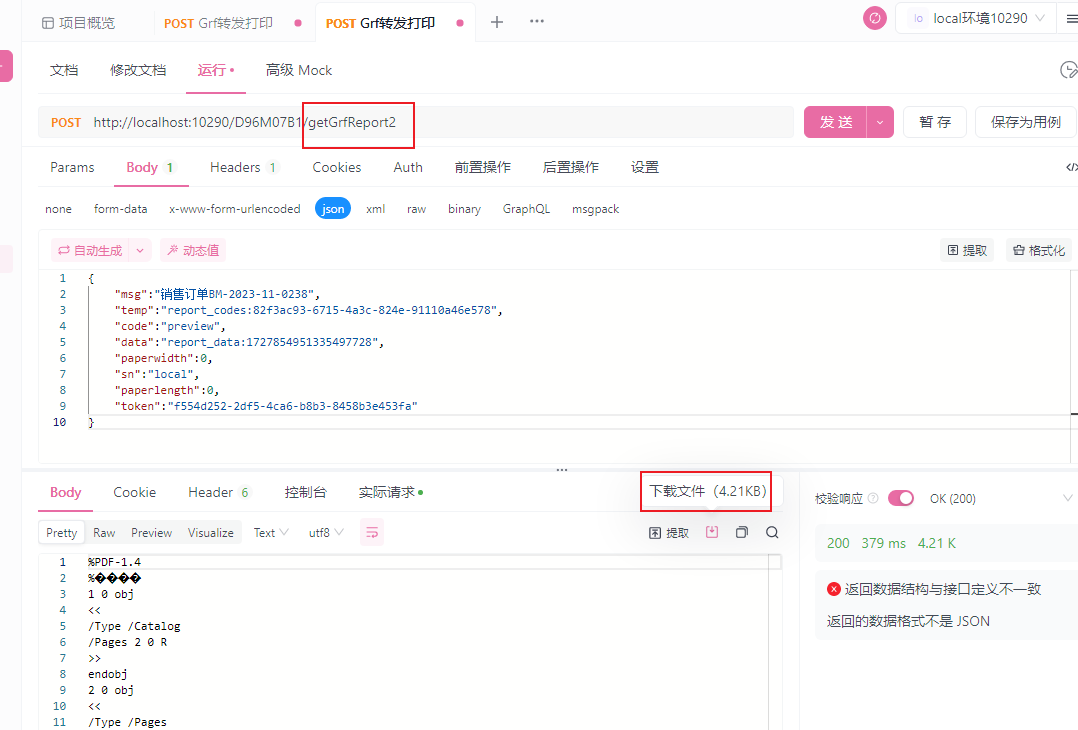 项目概览 POST Grf转发打印 POST Grf转发打印 Io local环境10290
文档 修改文档 运行 高级 Mock
POST http://localhost:10290/D96M07B1/getGrfReport2 发 送 暂 存 保存为用例
Params Body 1 Headers 1 Cookies Auth 前置操作 后置操作 设置
none form-data x-www-form-urlencoded json xml raw binary GraphQL msgpack
自动生成 动态值 提取 格式化
1 {
2 "msg":"销售订单BM-2023-11-0238",
3 "temp":"report_codes:82f3ac93-6715-4a3c-824e-91110a46e578",
4 "code":"preview",
5 "data":"report_data:1727854951335497728",
6 "paperwidth":0,
7 "sn":"local",
8 "paperlength":0,
9 "token":"f554d252-2df5-4ca6-b8b3-8458b3e453fa"
10 }
Body Cookie Header 6 控制台 实际请求 下载文件（4.21KB） 校验响应 OK (200)
Pretty Raw Preview Visualize Text utf8 提取
200 379 ms 4.21 K
返回数据结构与接口定义不一致
返回的数据格式不是 JSON
1 %PDF-1.4
2 %����
3 1 0 obj
4 <<
5 /Type /Catalog
6 /Pages 2 0 R
7 >>
8 endobj
9 2 0 obj
10 <<
11 /Type /Pages